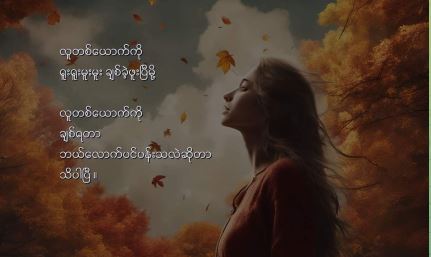 လူတစ်ယောက်ကို
ရူးရူးမူးမူး ချစ်ခဲ့ဖူးပြီမို့
လူတစ်ယောက်ကို
ချစ်ရတာ
ဘယ်လောက်ပင်ပန်းသလဲဆိုတာ
သိပါပြီ။